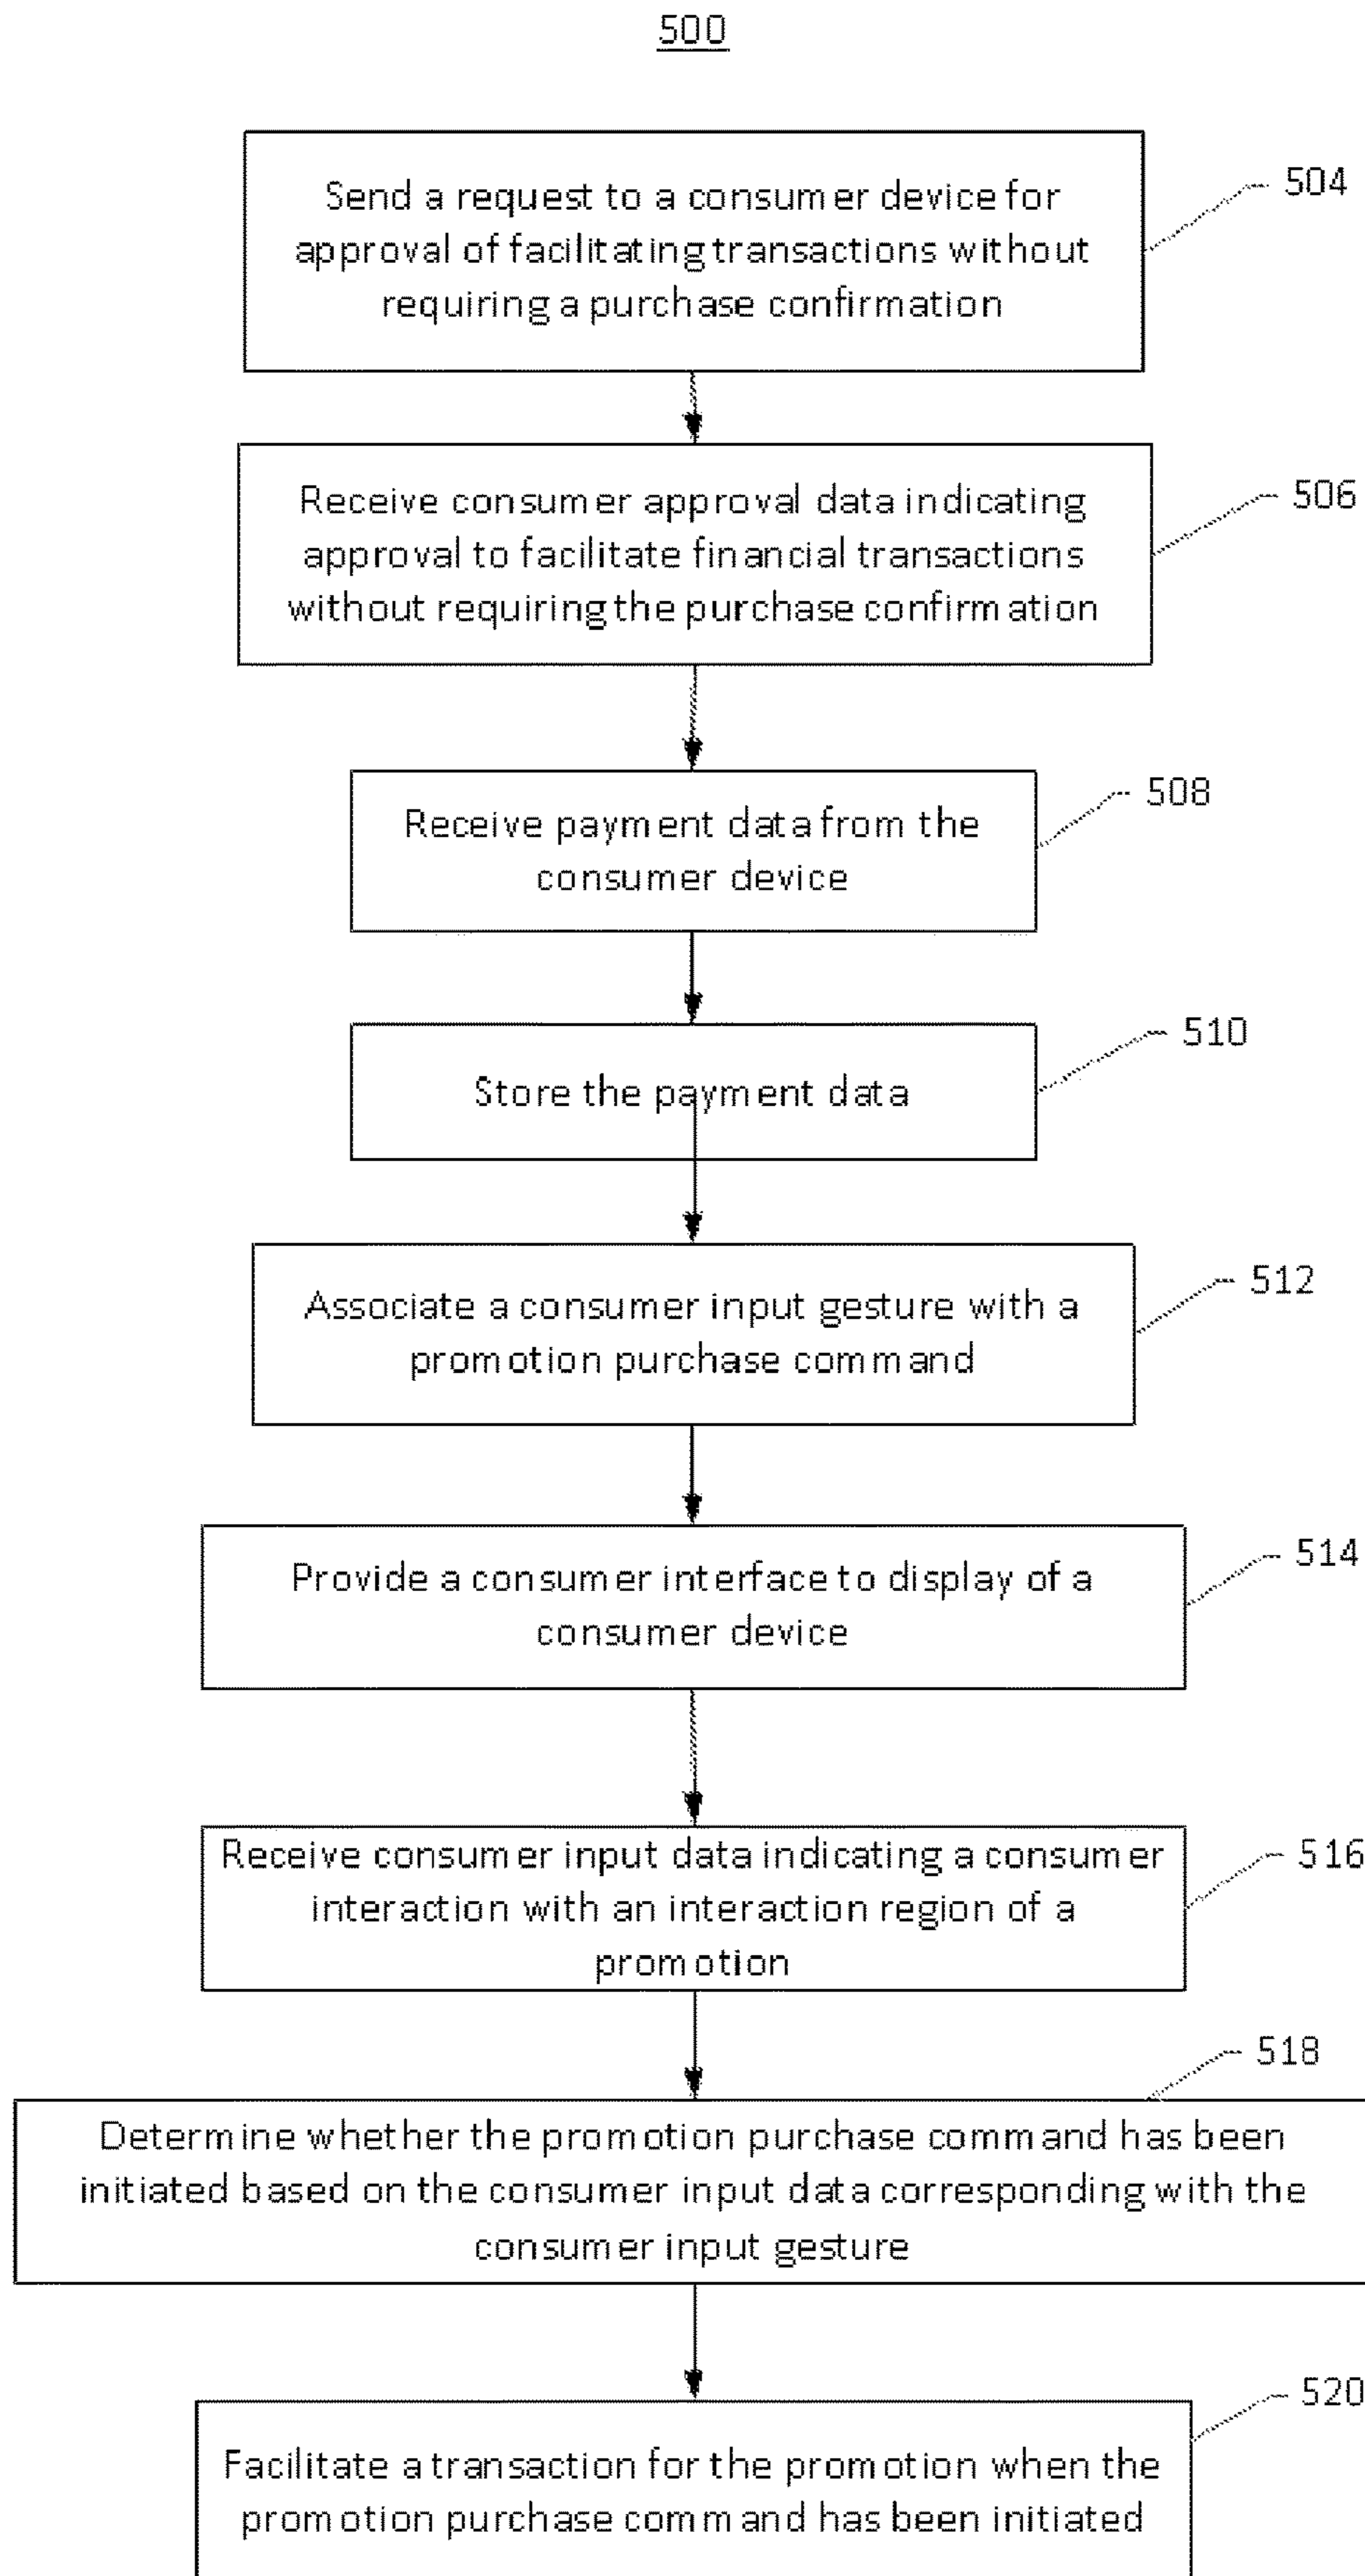 500
Send a request to a consumer device for
approval of facilitating transactions without
requiring a purchase confirmation
504
Receive consumer approval data indicating
approval to facilitate financial transactions
without requiring the purchase confirmation
506
Receive payment data from the
consumer device
508
Store the payment data
510
Associate a consumer input gesture with a
promotion purchase command
512
Provide a consumer interface to display of a
consumer device
514
Receive consumer input data indicating a consumer
interaction with an interaction region of a
promotion
516
Determine whether the promotion purchase command has been
initiated based on the consumer input data corresponding with the
consumer input gesture
518
Facilitate a transaction for the promotion when the
promotion purchase command has been initiated
520